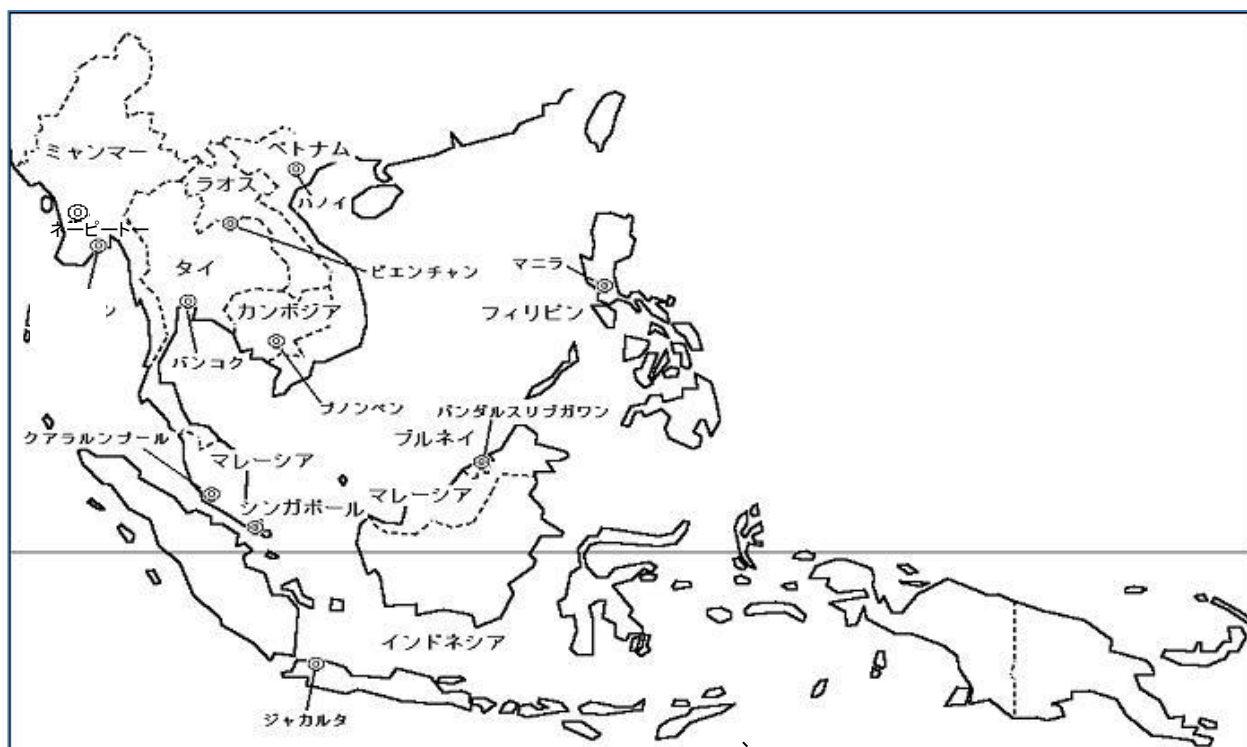 ミャンマー
ベトナム
ラオス
ハノイ
ネーピードー
タイ
ビエンチャン
マニラ
ン
カンボジア
フィリピン
バンコク
プノンペン
バンダルスリブガワン
クアラルンプール
ブルネイ
マレーシア
マレーシア
シンガポール
インドネシア
ジャカルタ
、